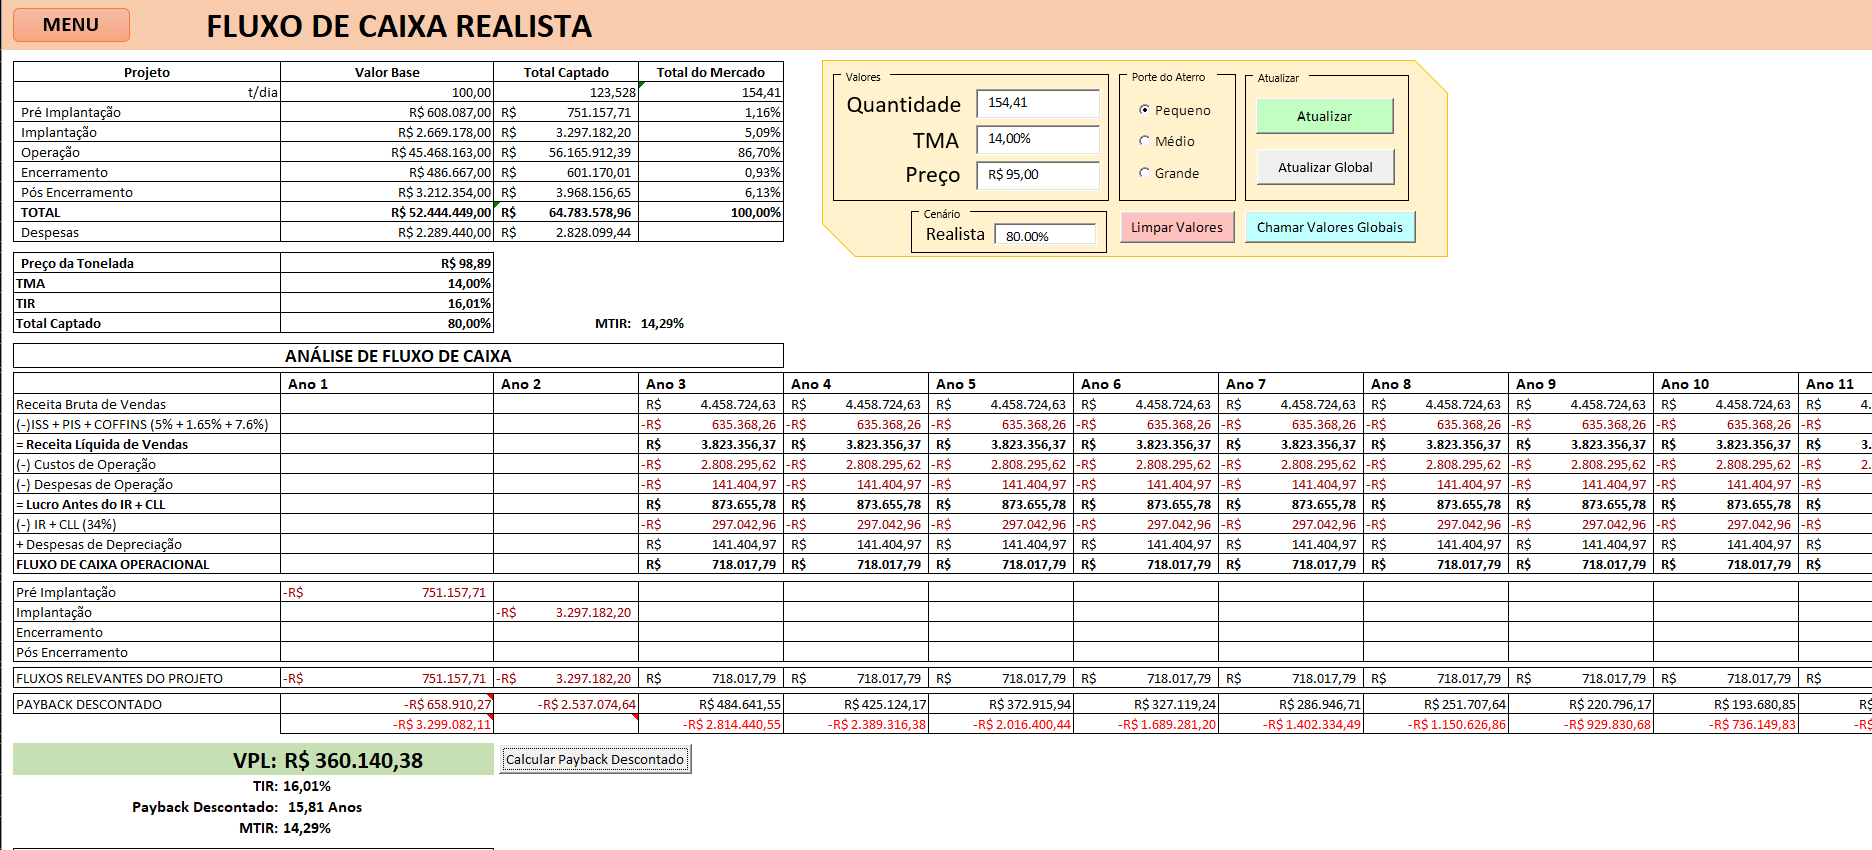 MENU FLUXO DE CAIXA REALISTA
Projeto Valor Base Total Captado Total do Mercado
t/dia 100,00 123,528 154,41
Pré Implantação R$ 608.087,00 R$ 751.157,71 1,16%
Implantação R$ 2.669.178,00 R$ 3.297.182,20 5,09%
Operação R$ 45.468.163,00 R$ 56.165.912,39 86,70%
Encerramento R$ 486.667,00 R$ 601.170,01 0,93%
Pós Encerramento R$ 3.212.354,00 R$ 3.968.156,65 6,13%
TOTAL R$ 52.444.449,00 R$ 64.783.578,96 100,00%
Despesas R$ 2.289.440,00 R$ 2.828.099,44
Valores
Quantidade 154,41
TMA 14,00%
Preço R$ 95,00
Porte do Aterro
Pequeno
Médio
Grande
Atualizar
Atualizar
Atualizar Global
Cenário
Realista 80.00%
Limpar Valores
Chamar Valores Globais
Preço da Tonelada R$ 98,89
TMA 14,00%
TIR 16,01%
Total Captado 80,00% MTIR: 14,29%
ANÁLISE DE FLUXO DE CAIXA
Ano 1 Ano 2 Ano 3 Ano 4 Ano 5 Ano 6 Ano 7 Ano 8 Ano 9 Ano 10 Ano 11
Receita Bruta de Vendas R$ 4.458.724,63 R$ 4.458.724,63 R$ 4.458.724,63 R$ 4.458.724,63 R$ 4.458.724,63 R$ 4.458.724,63 R$ 4.458.724,63 R$ 4.458.724,63 R$ 4.
(-)ISS + PIS + COFFINS (5% + 1.65% + 7.6%) -R$ 635.368,26 -R$ 635.368,26 -R$ 635.368,26 -R$ 635.368,26 -R$ 635.368,26 -R$ 635.368,26 -R$ 635.368,26 -R$ 635.368,26 -R$
= Receita Líquida de Vendas R$ 3.823.356,37 R$ 3.823.356,37 R$ 3.823.356,37 R$ 3.823.356,37 R$ 3.823.356,37 R$ 3.823.356,37 R$ 3.823.356,37 R$ 3.823.356,37 R$ 3.
(-) Custos de Operação -R$ 2.808.295,62 -R$ 2.808.295,62 -R$ 2.808.295,62 -R$ 2.808.295,62 -R$ 2.808.295,62 -R$ 2.808.295,62 -R$ 2.808.295,62 -R$ 2.808.295,62 -R$ 2.
(-) Despesas de Operação -R$ 141.404,97 -R$ 141.404,97 -R$ 141.404,97 -R$ 141.404,97 -R$ 141.404,97 -R$ 141.404,97 -R$ 141.404,97 -R$ 141.404,97 -R$
= Lucro Antes do IR + CLL R$ 873.655,78 R$ 873.655,78 R$ 873.655,78 R$ 873.655,78 R$ 873.655,78 R$ 873.655,78 R$ 873.655,78 R$ 873.655,78 R$
(-) IR + CLL (34%) -R$ 297.042,96 -R$ 297.042,96 -R$ 297.042,96 -R$ 297.042,96 -R$ 297.042,96 -R$ 297.042,96 -R$ 297.042,96 -R$ 297.042,96 -R$
+ Despesas de Depreciação R$ 141.404,97 R$ 141.404,97 R$ 141.404,97 R$ 141.404,97 R$ 141.404,97 R$ 141.404,97 R$ 141.404,97 R$ 141.404,97 R$
FLUXO DE CAIXA OPERACIONAL R$ 718.017,79 R$ 718.017,79 R$ 718.017,79 R$ 718.017,79 R$ 718.017,79 R$ 718.017,79 R$ 718.017,79 R$ 718.017,79 R$
Pré Implantação -R$ 751.157,71
Implantação -R$ 3.297.182,20
Encerramento
Pós Encerramento
FLUXOS RELEVANTES DO PROJETO -R$ 751.157,71 -R$ 3.297.182,20 R$ 718.017,79 R$ 718.017,79 R$ 718.017,79 R$ 718.017,79 R$ 718.017,79 R$ 718.017,79 R$ 718.017,79 R$ 718.017,79 R$
PAYBACK DESCONTADO -R$ 658.910,27 -R$ 2.537.074,64 R$ 484.641,55 R$ 425.124,17 R$ 372.915,94 R$ 327.119,24 R$ 286.946,71 R$ 251.707,64 R$ 220.796,17 R$ 193.680,85 R$
-R$ 3.299.082,11 -R$ 2.814.440,55 -R$ 2.389.316,38 -R$ 2.016.400,44 -R$ 1.689.281,20 -R$ 1.402.334,49 -R$ 1.150.626,86 -R$ 929.830,68 -R$ 736.149,83 -R$
VPL: R$ 360.140,38 Calcular Payback Descontado
TIR: 16,01%
Payback Descontado: 15,81 Anos
MTIR: 14,29%